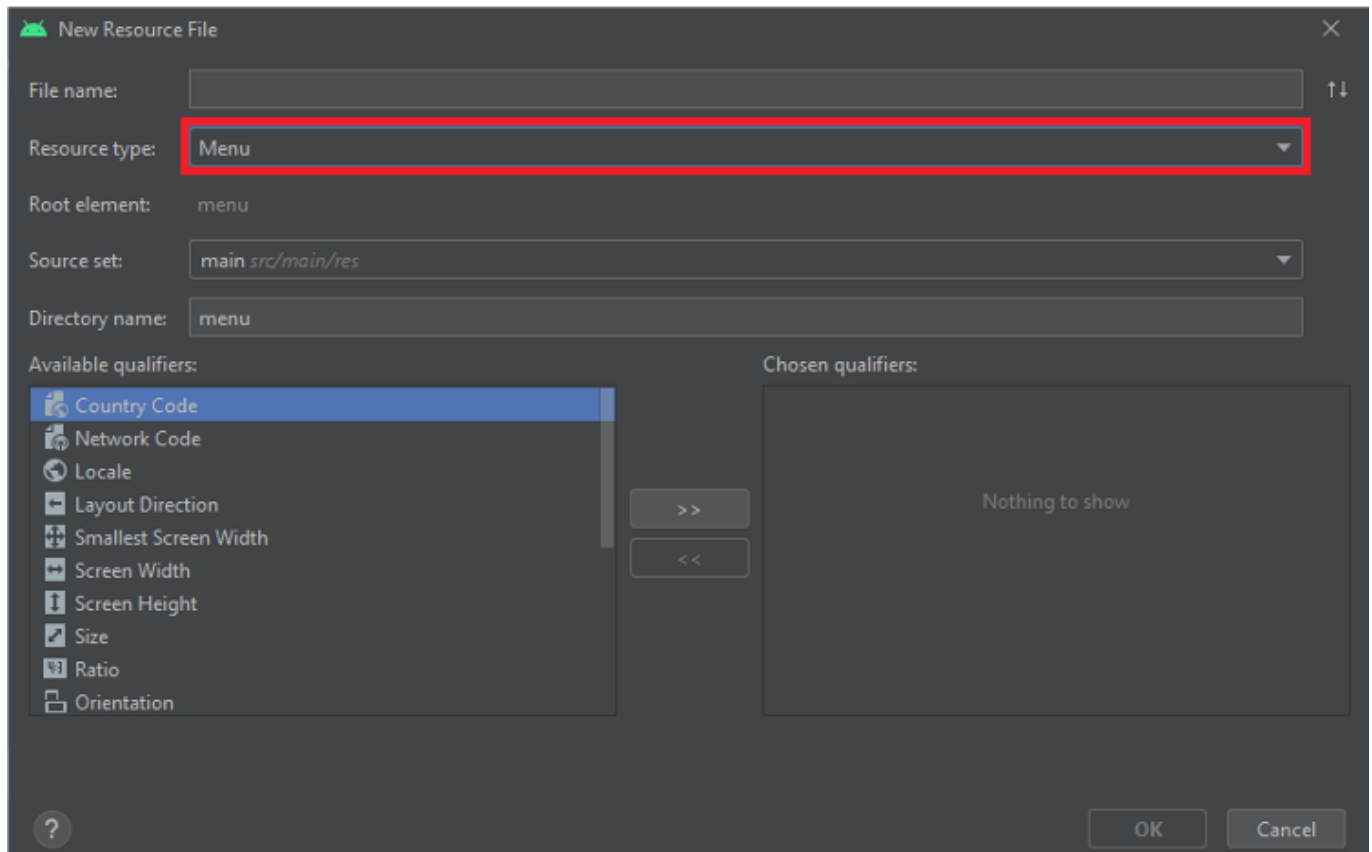 New Resource File
File name:
Resource type: Menu
Root element: menu
Source set: main src/main/res
Directory name: menu
Available qualifiers:
Chosen qualifiers:
Country Code
Network Code
Locale
Layout Direction
Smallest Screen Width
Screen Width
Screen Height
Size
Ratio
Orientation
>>
<<
Nothing to show
?
OK
Cancel